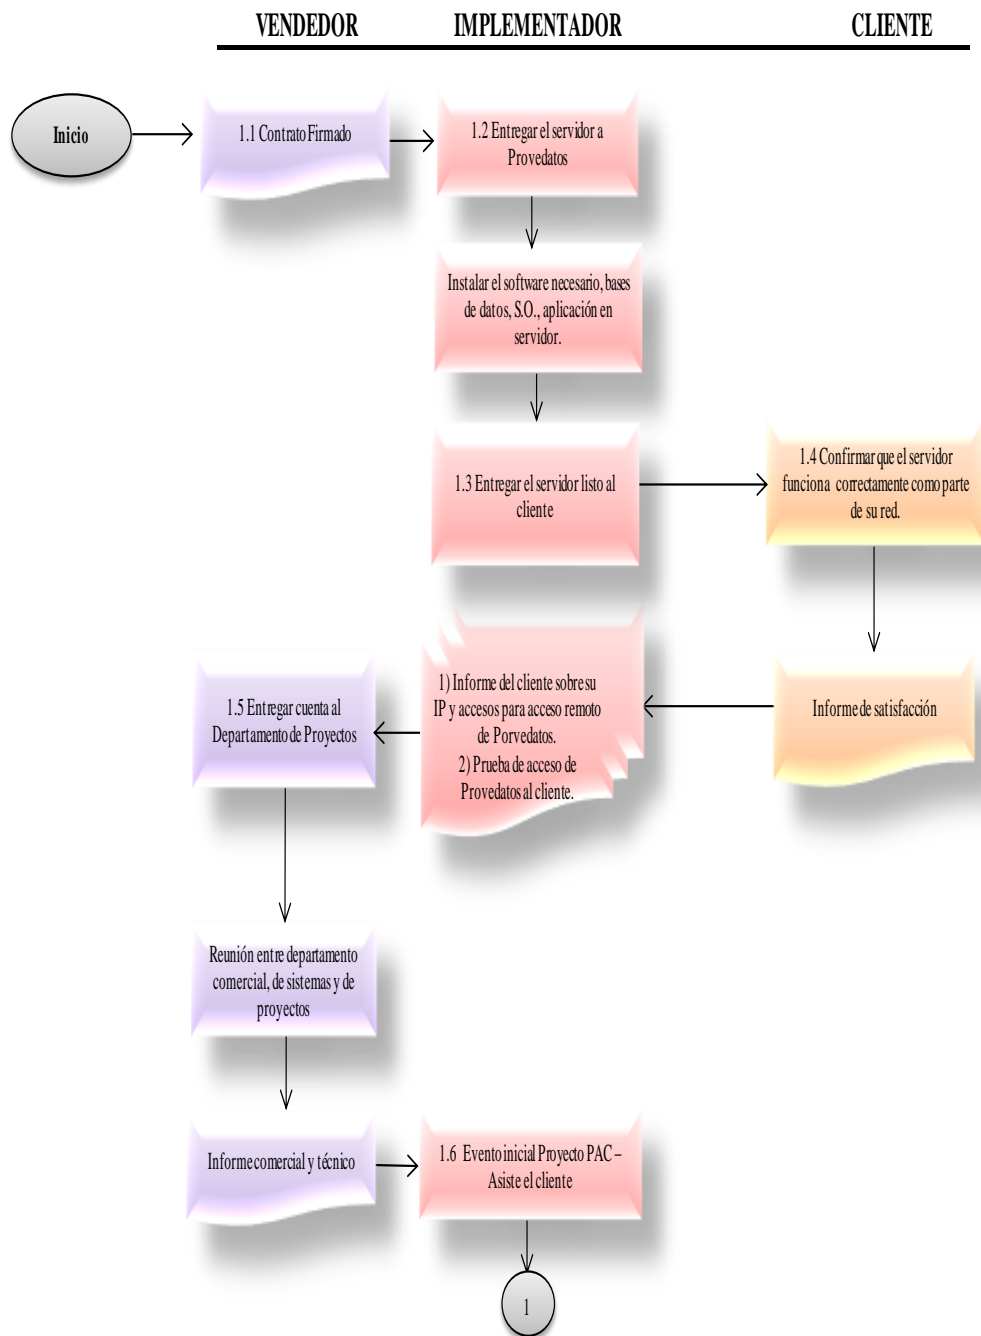 VENDEDOR
IMPLEMENTADOR
CLIENTE
Inicio
1.1 Contrato Firmado
1.2 Entregar el servidor a
Provedatos
Instalar el software necesario, bases
de datos, S.O., aplicación en
servidor.
1.3 Entregar el servidor listo al
cliente
1.4 Confirmar que el servidor
funciona correctamente como parte
de su red.
Informe de satisfacción
1) Informe del cliente sobre su
IP y accesos para acceso remoto
de Porvedatos.
2) Prueba de acceso de
Provedatos al cliente.
1.5 Entregar cuenta al
Departamento de Proyectos
Reunión entre departamento
comercial, de sistemas y de
proyectos
Informe comercial y técnico
1.6 Evento inicial Proyecto PAC –
Asiste el cliente
1